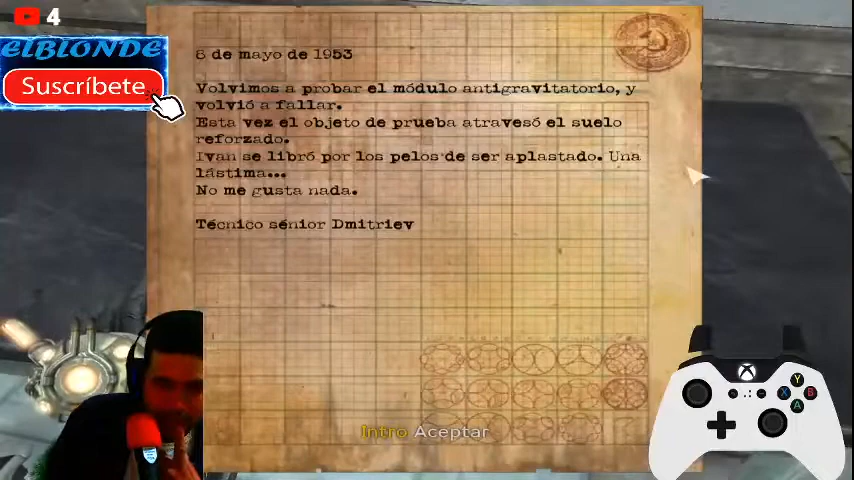 4
elBlonde
Suscríbete
6 de mayo de 1953
Volvimos a probar el módulo antigravitatorio, y
volvió a fallar.
Esta vez el objeto de prueba atravesó el suelo
reforzado.
Ivan se libró por los pelos de ser aplastado. Una
lástima...
No me gusta nada.
Técnico sénior Dmitriev
Intro Aceptar
Y
X
B
A